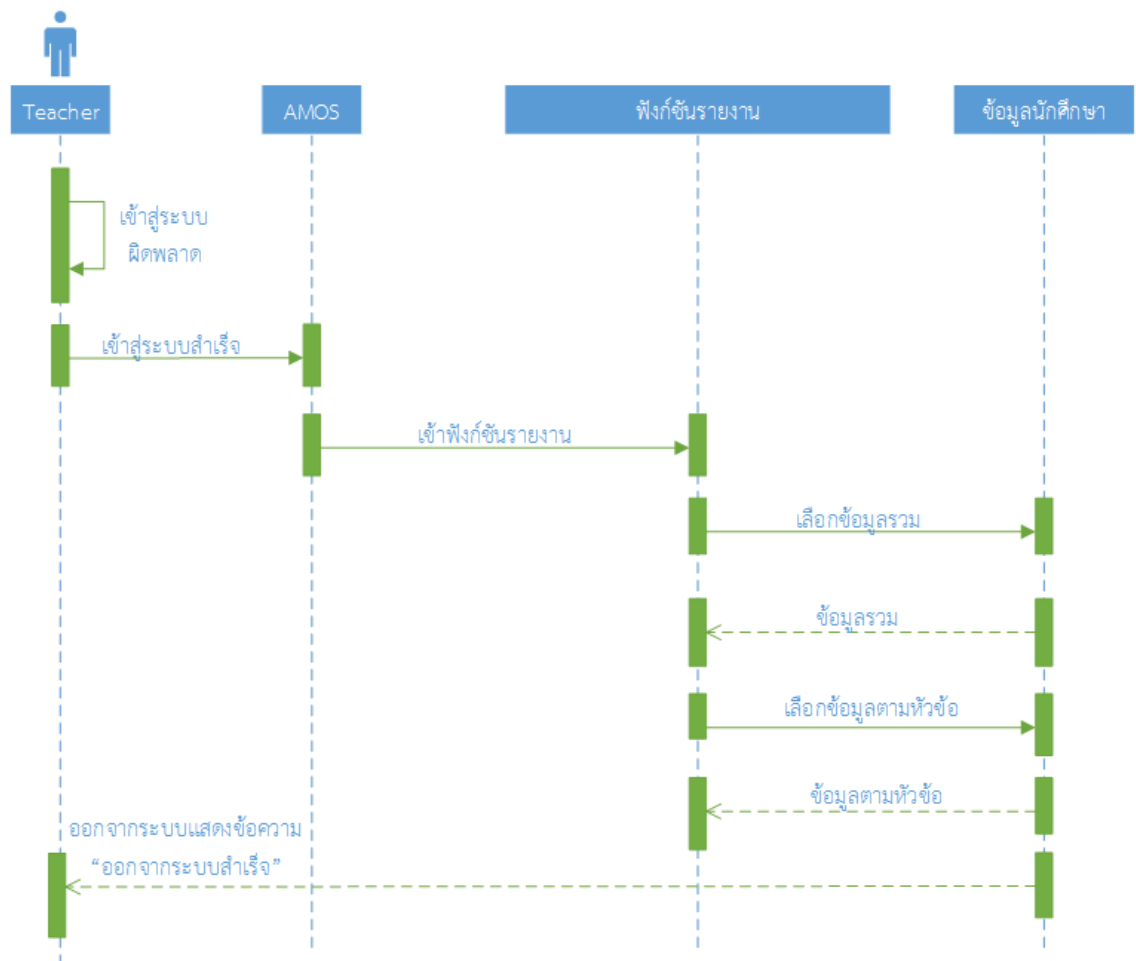 Teacher
AMOS
ฟังก์ชันรายงาน
ข้อมูลนักศึกษา
เข้าสู่ระบบ
ผิดพลาด
เข้าสู่ระบบสำเร็จ
เข้าฟังก์ชันรายงาน
เลือกข้อมูลรวม
ข้อมูลรวม
เลือกข้อมูลตามหัวข้อ
ข้อมูลตามหัวข้อ
ออกจากระบบแสดงข้อความ
“ออกจากระบบสำเร็จ”